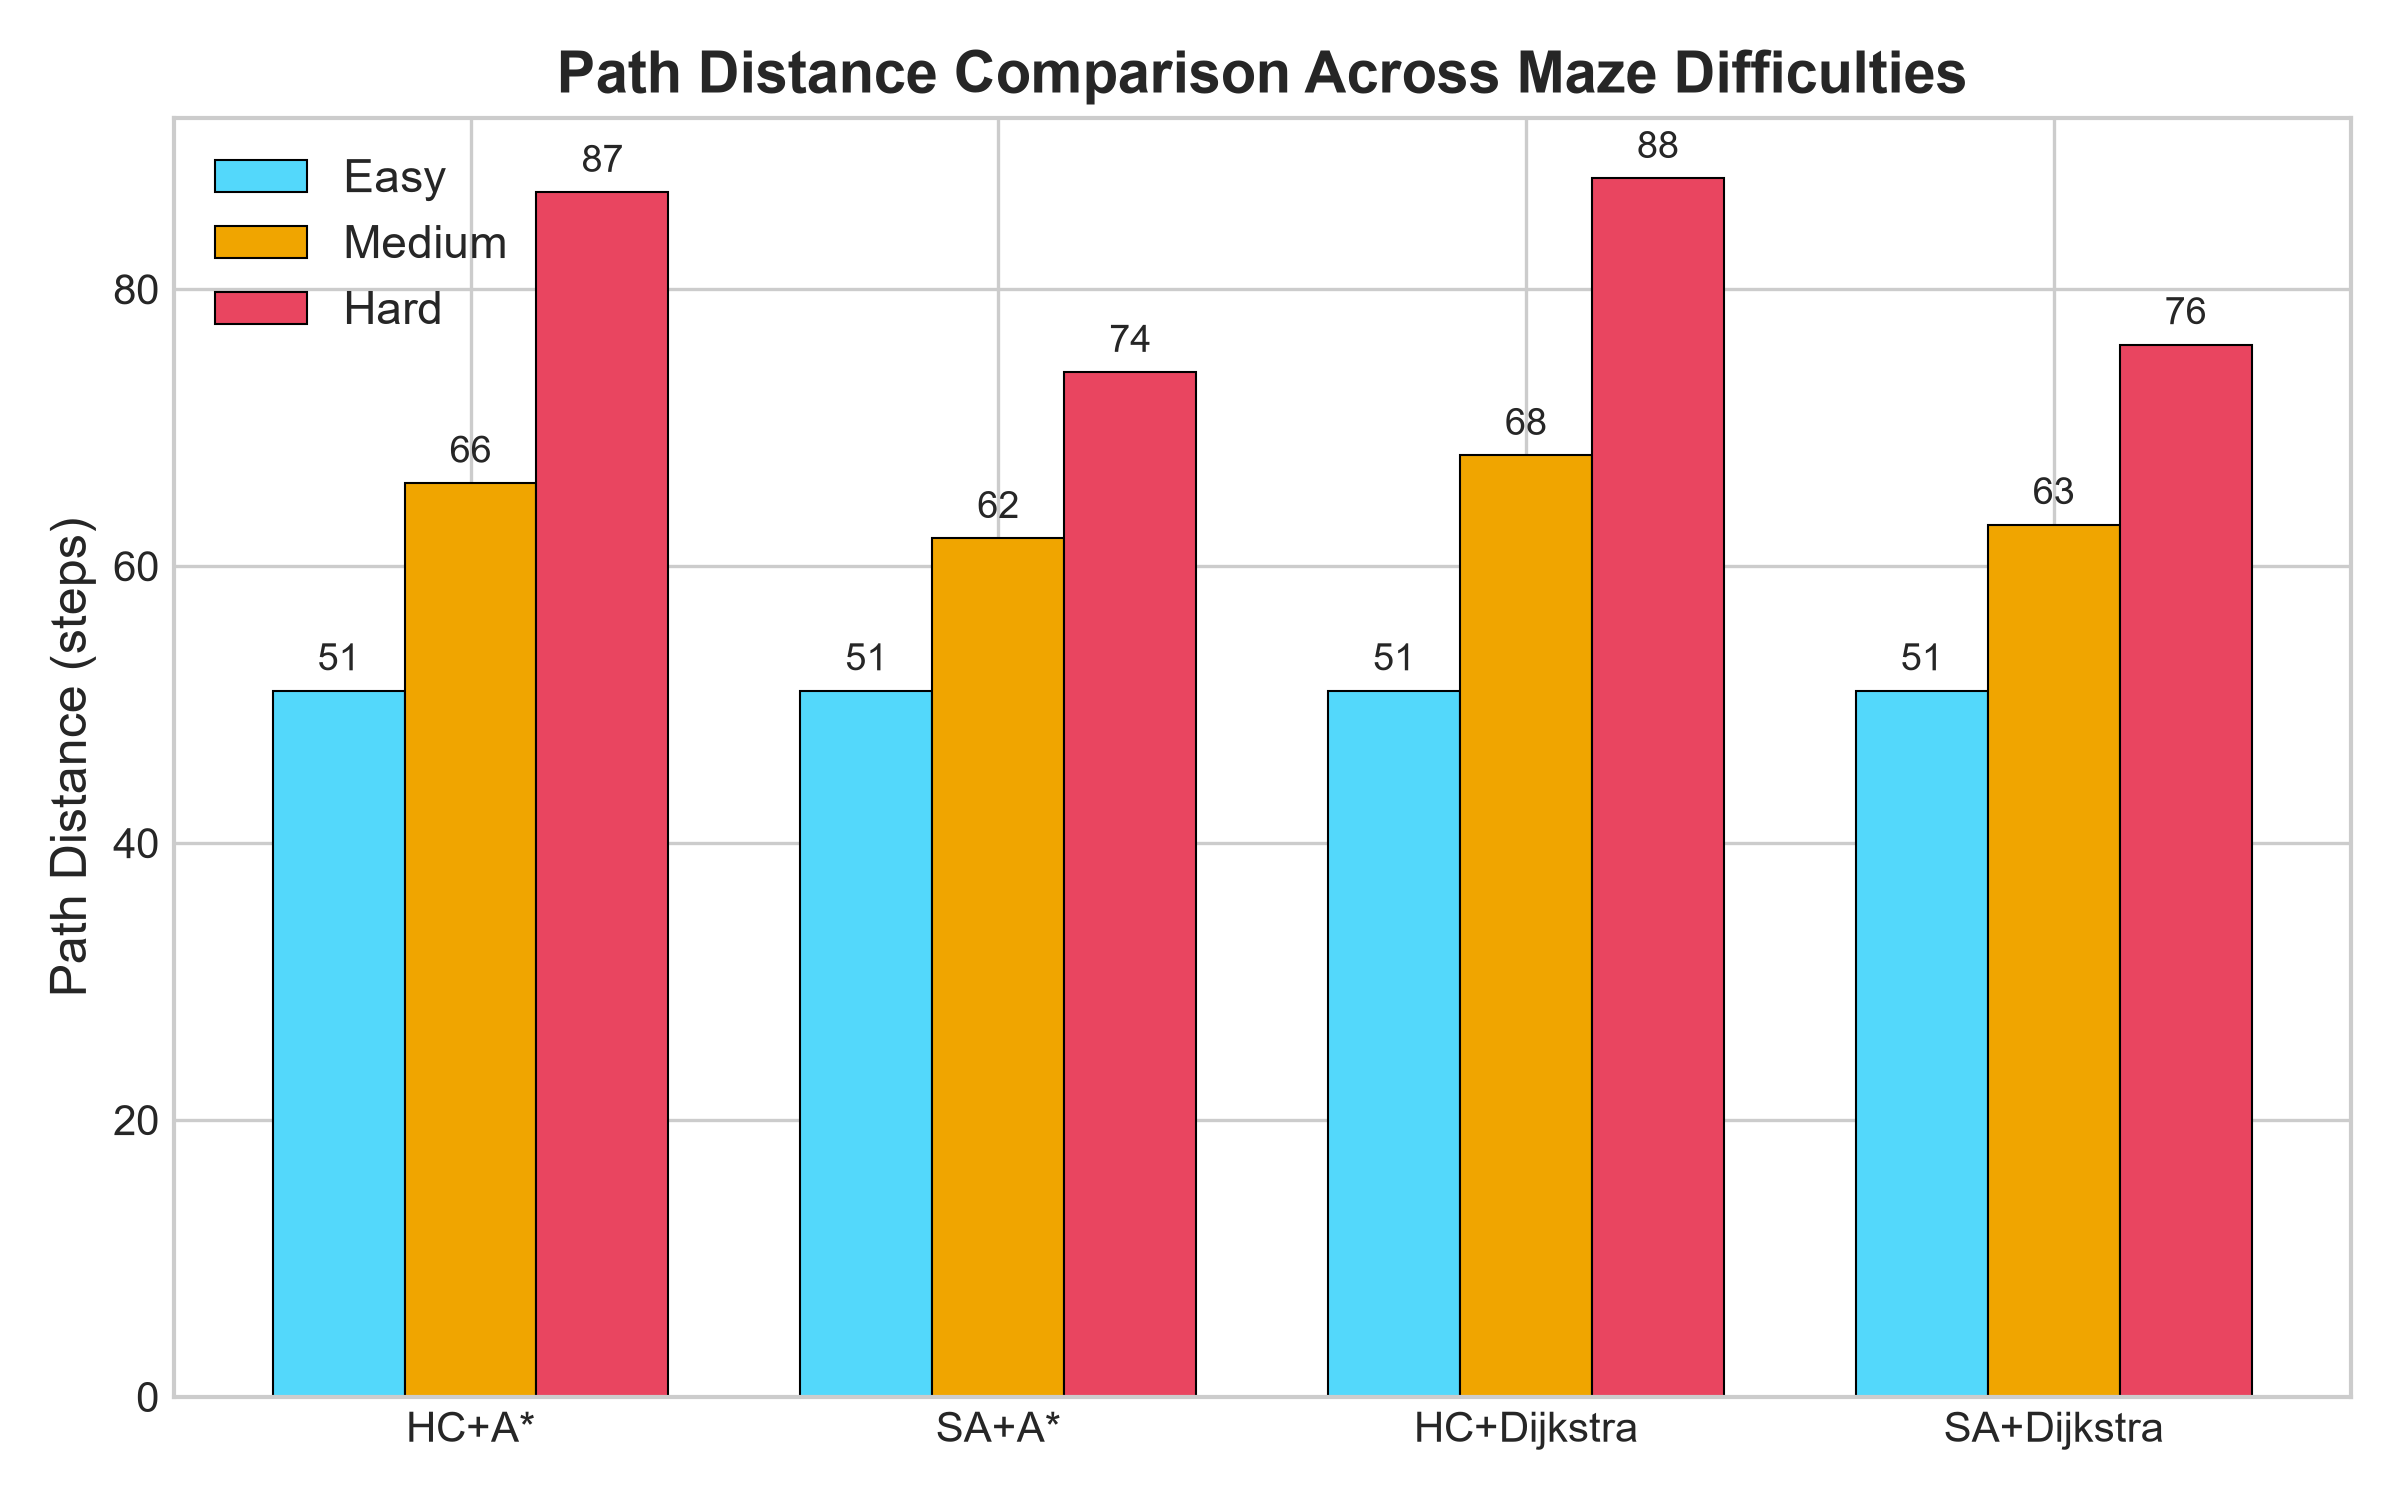 Path Distance Comparison Across Maze Difficulties
Easy
Medium
Hard
Path Distance (steps)
80
60
40
20
0
51
66
87
51
62
74
51
68
88
51
63
76
HC+A*
SA+A*
HC+Dijkstra
SA+Dijkstra